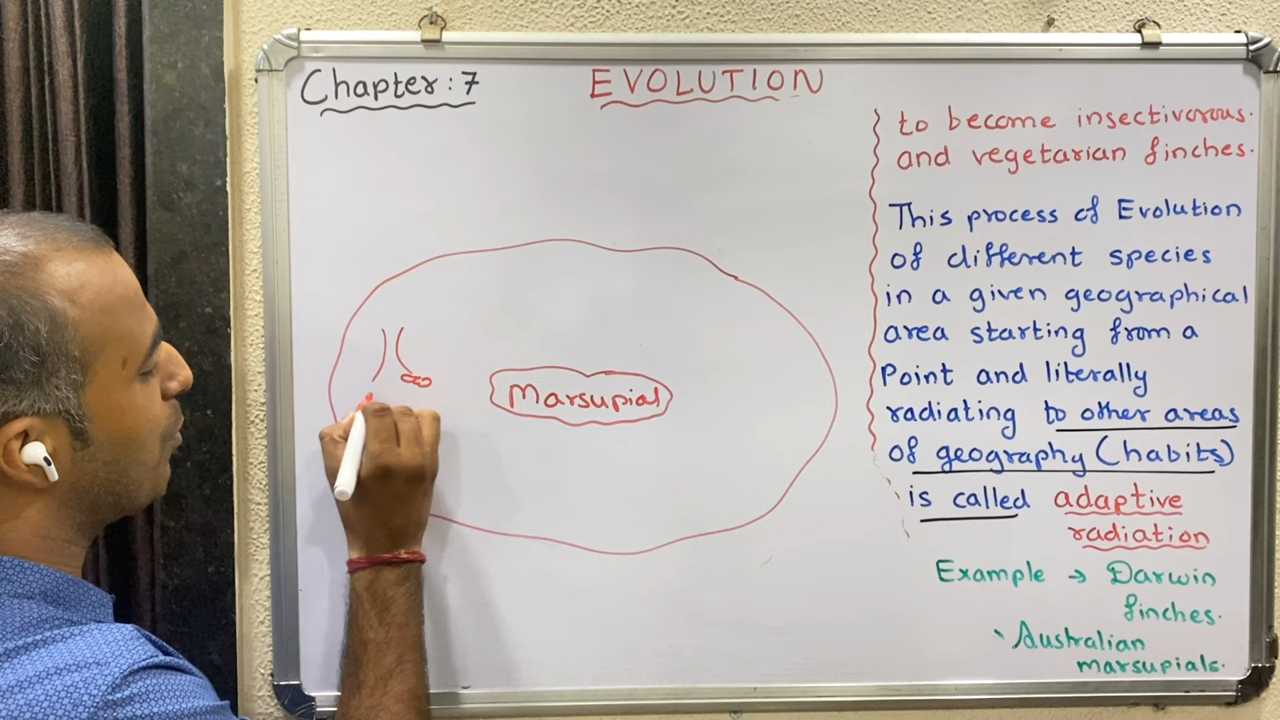 Chapter: 7
EVOLUTION
to become insectivorous.
and vegetarian finches.
This process of Evolution
of different species
in a given geographical
area starting from a
Point and literally
radiating to other areas
of geography (habits)
is called adaptive
radiation
Example → Darwin
finches.
Australian
marsupials.
Marsupial